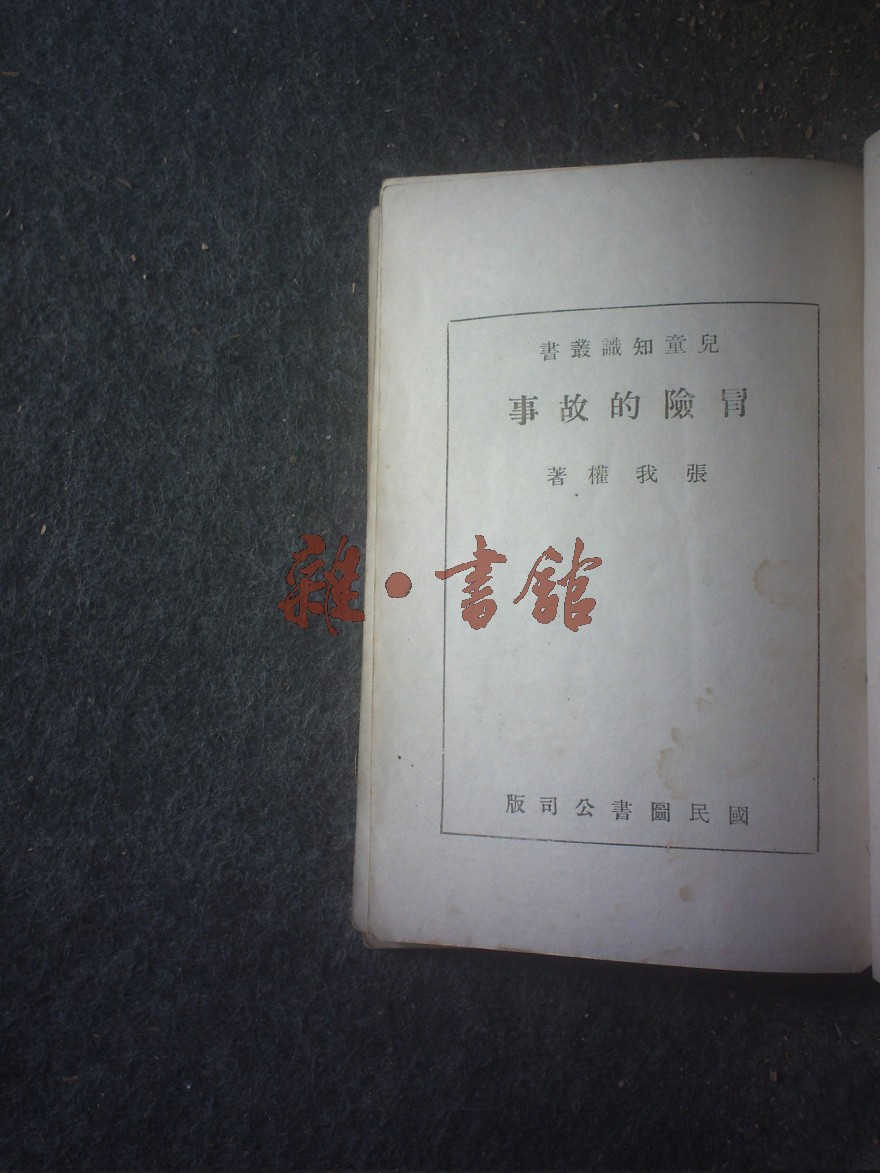 兒童知識叢書
冒險的故事
張我權著
雜·書館
國民圖書公司版